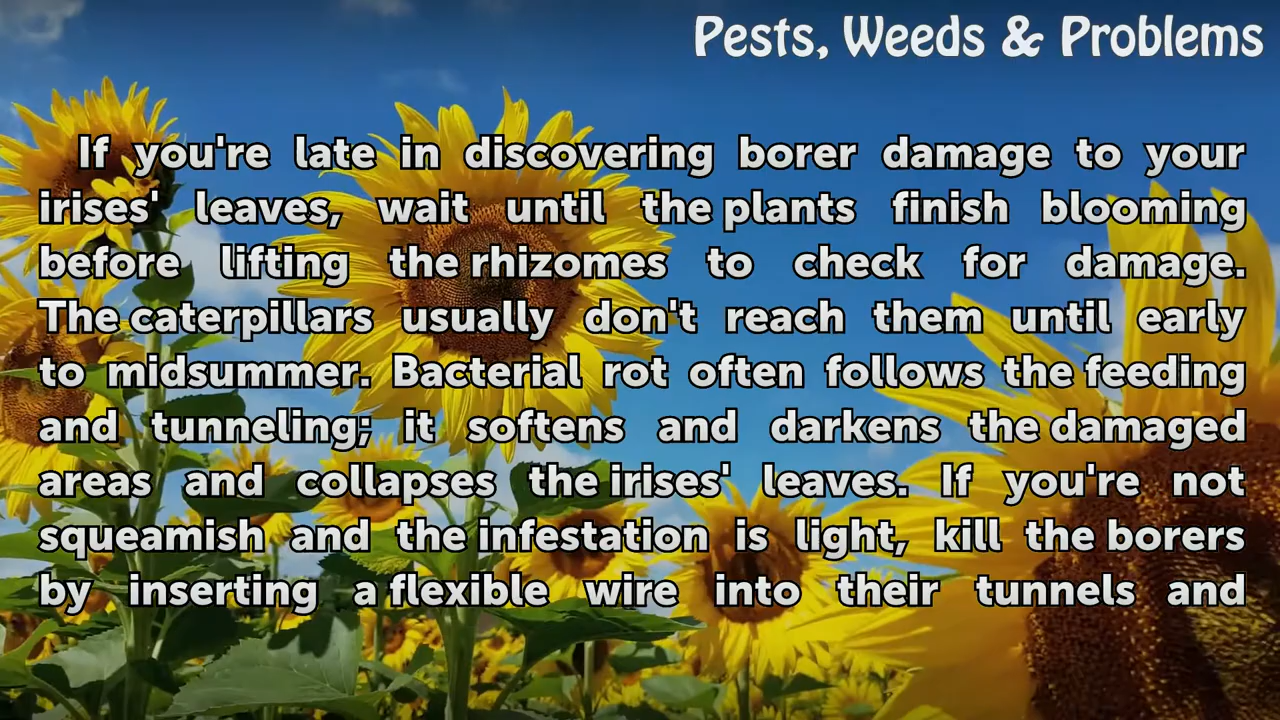 Pests, Weeds & Problems
If you're late in discovering borer damage to your
irises' leaves, wait until the plants finish blooming
before lifting the rhizomes to check for damage.
The caterpillars usually don't reach them until early
to midsummer. Bacterial rot often follows the feeding
and tunneling; it softens and darkens the damaged
areas and collapses the irises' leaves. If you're not
squeamish and the infestation is light, kill the borers
by inserting a flexible wire into their tunnels and